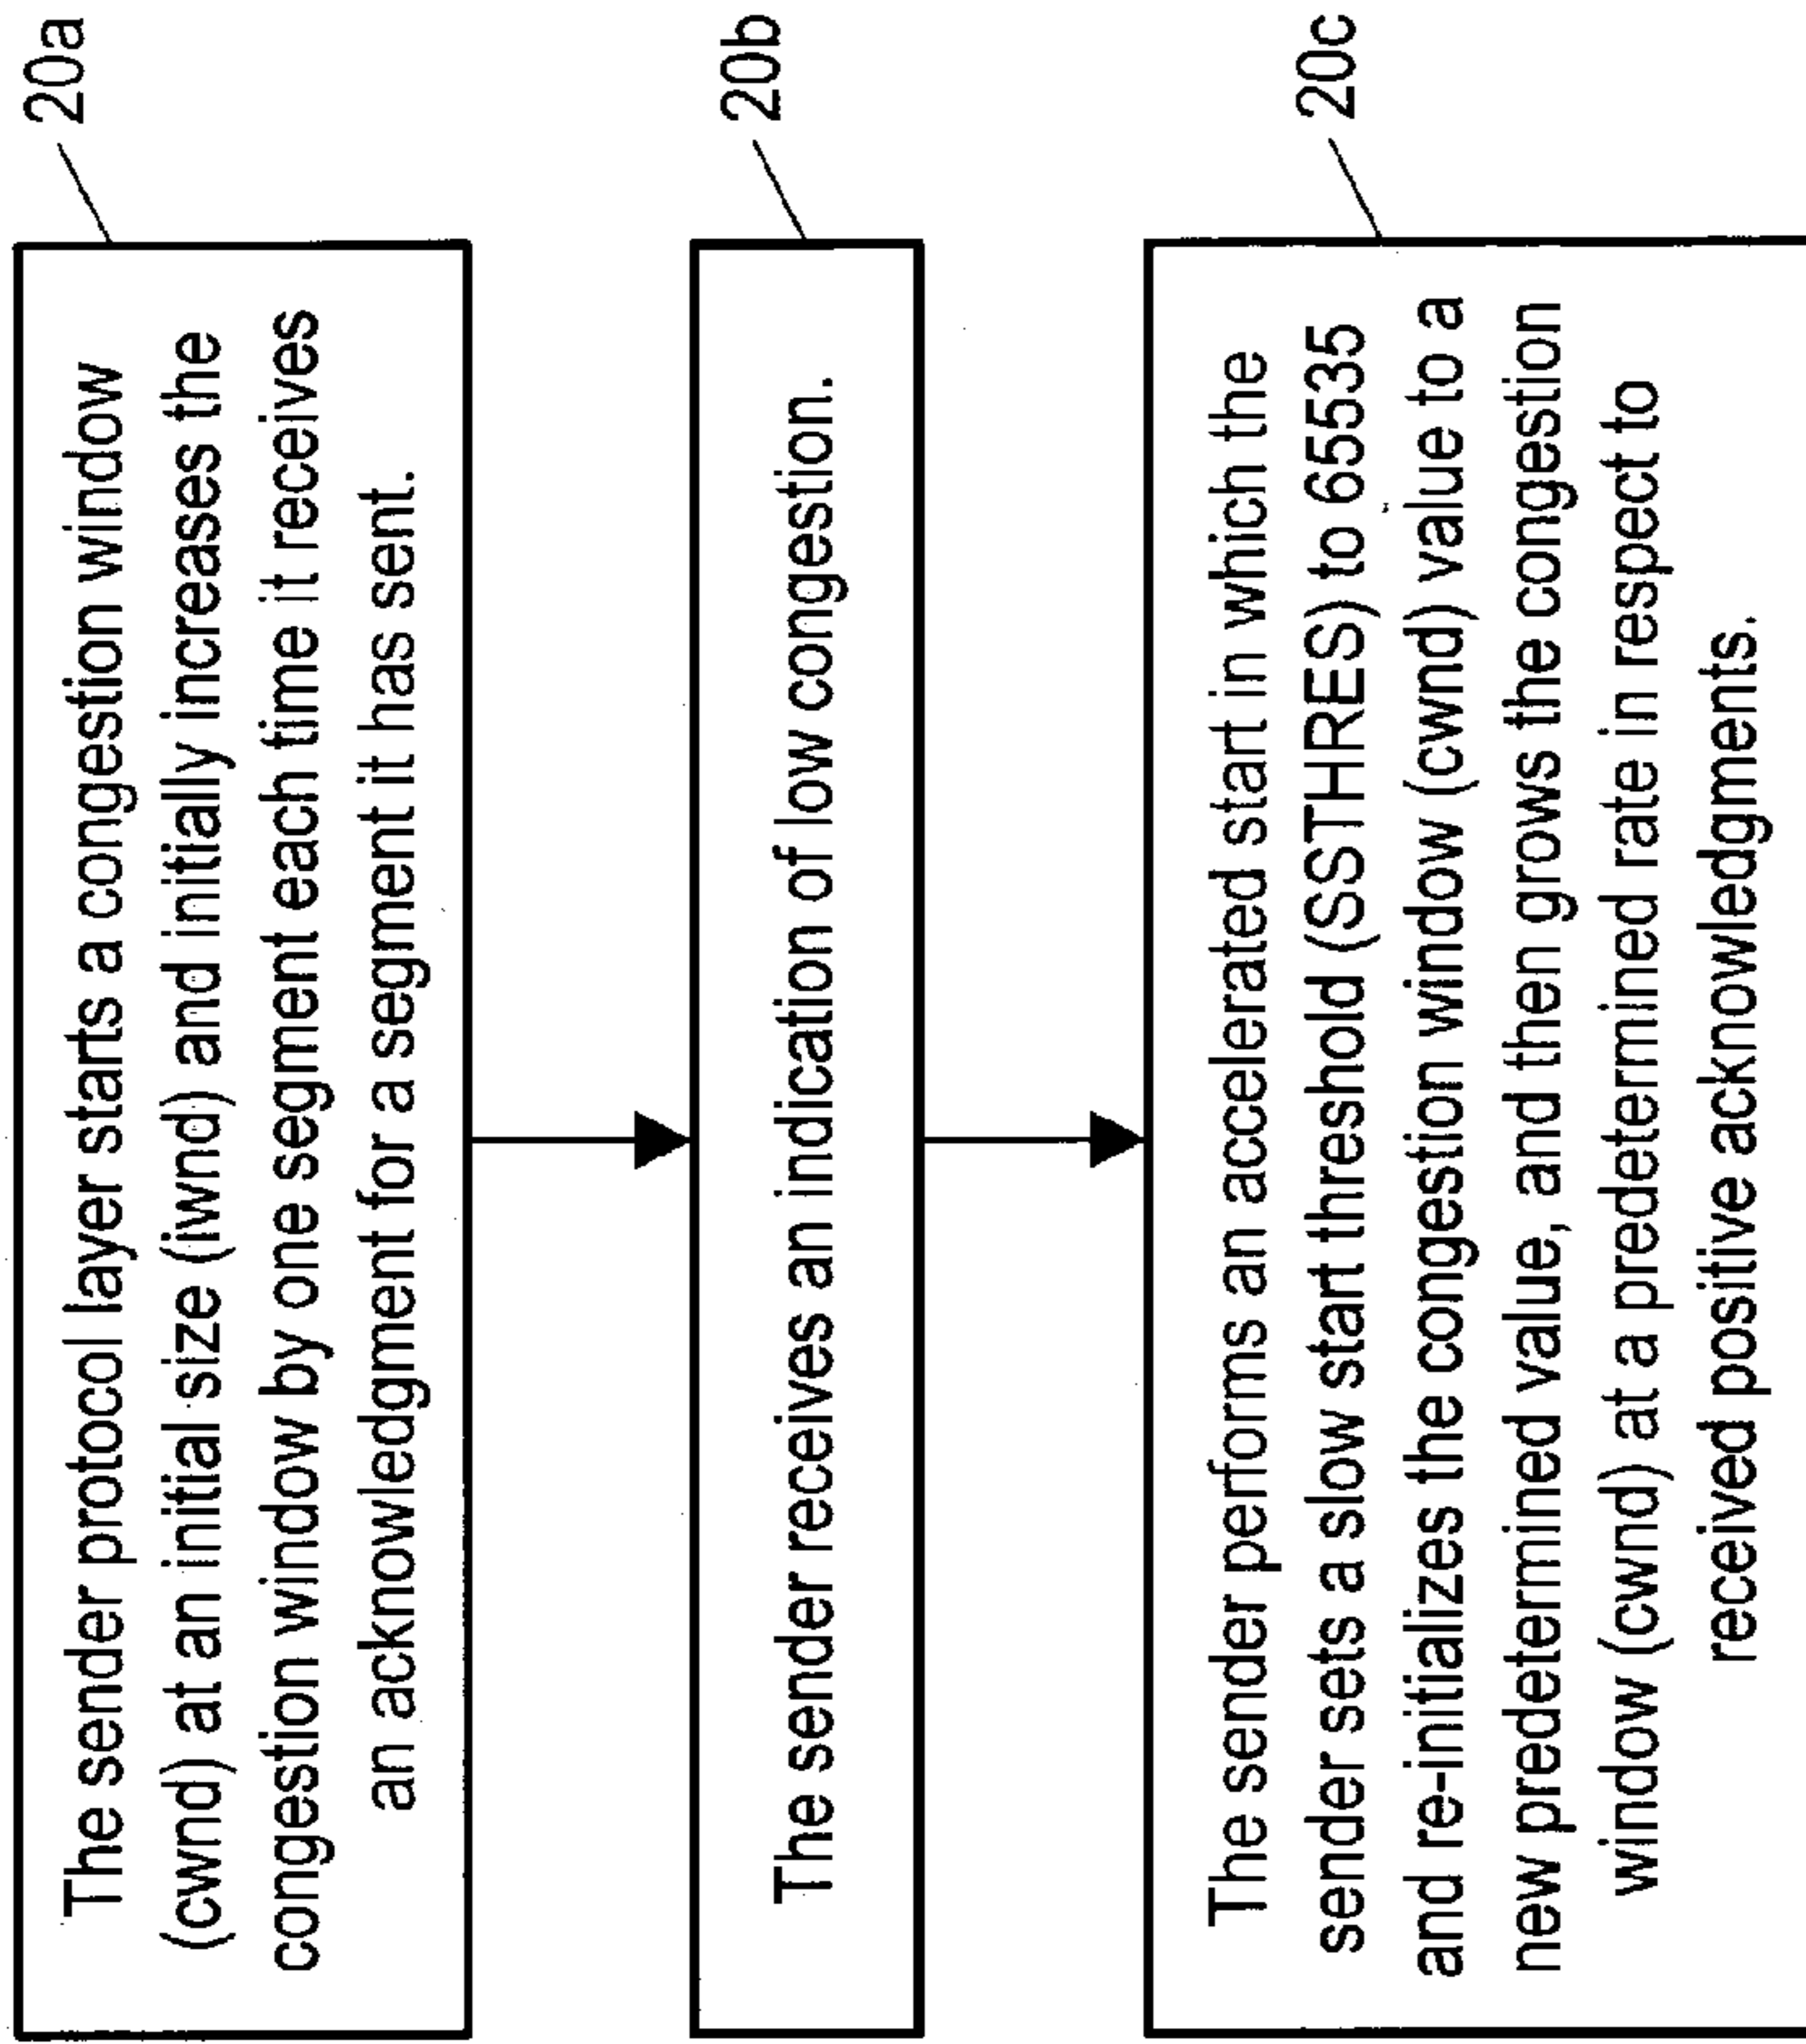 The sender protocol layer starts a congestion window
(cwnd) at an initial size (iwnd) and initially increases the
congestion window by one segment each time it receives
an acknowledgment for a segment it has sent.
20a
The sender receives an indication of low congestion.
20b
The sender performs an accelerated start in which the
sender sets a slow start threshold (SSTHRES) to 65535
and re-initializes the congestion window (cwnd) value to a
new predetermined value, and then grows the congestion
window (cwnd) at a predetermined rate in respect to
received positive acknowledgments.
20c